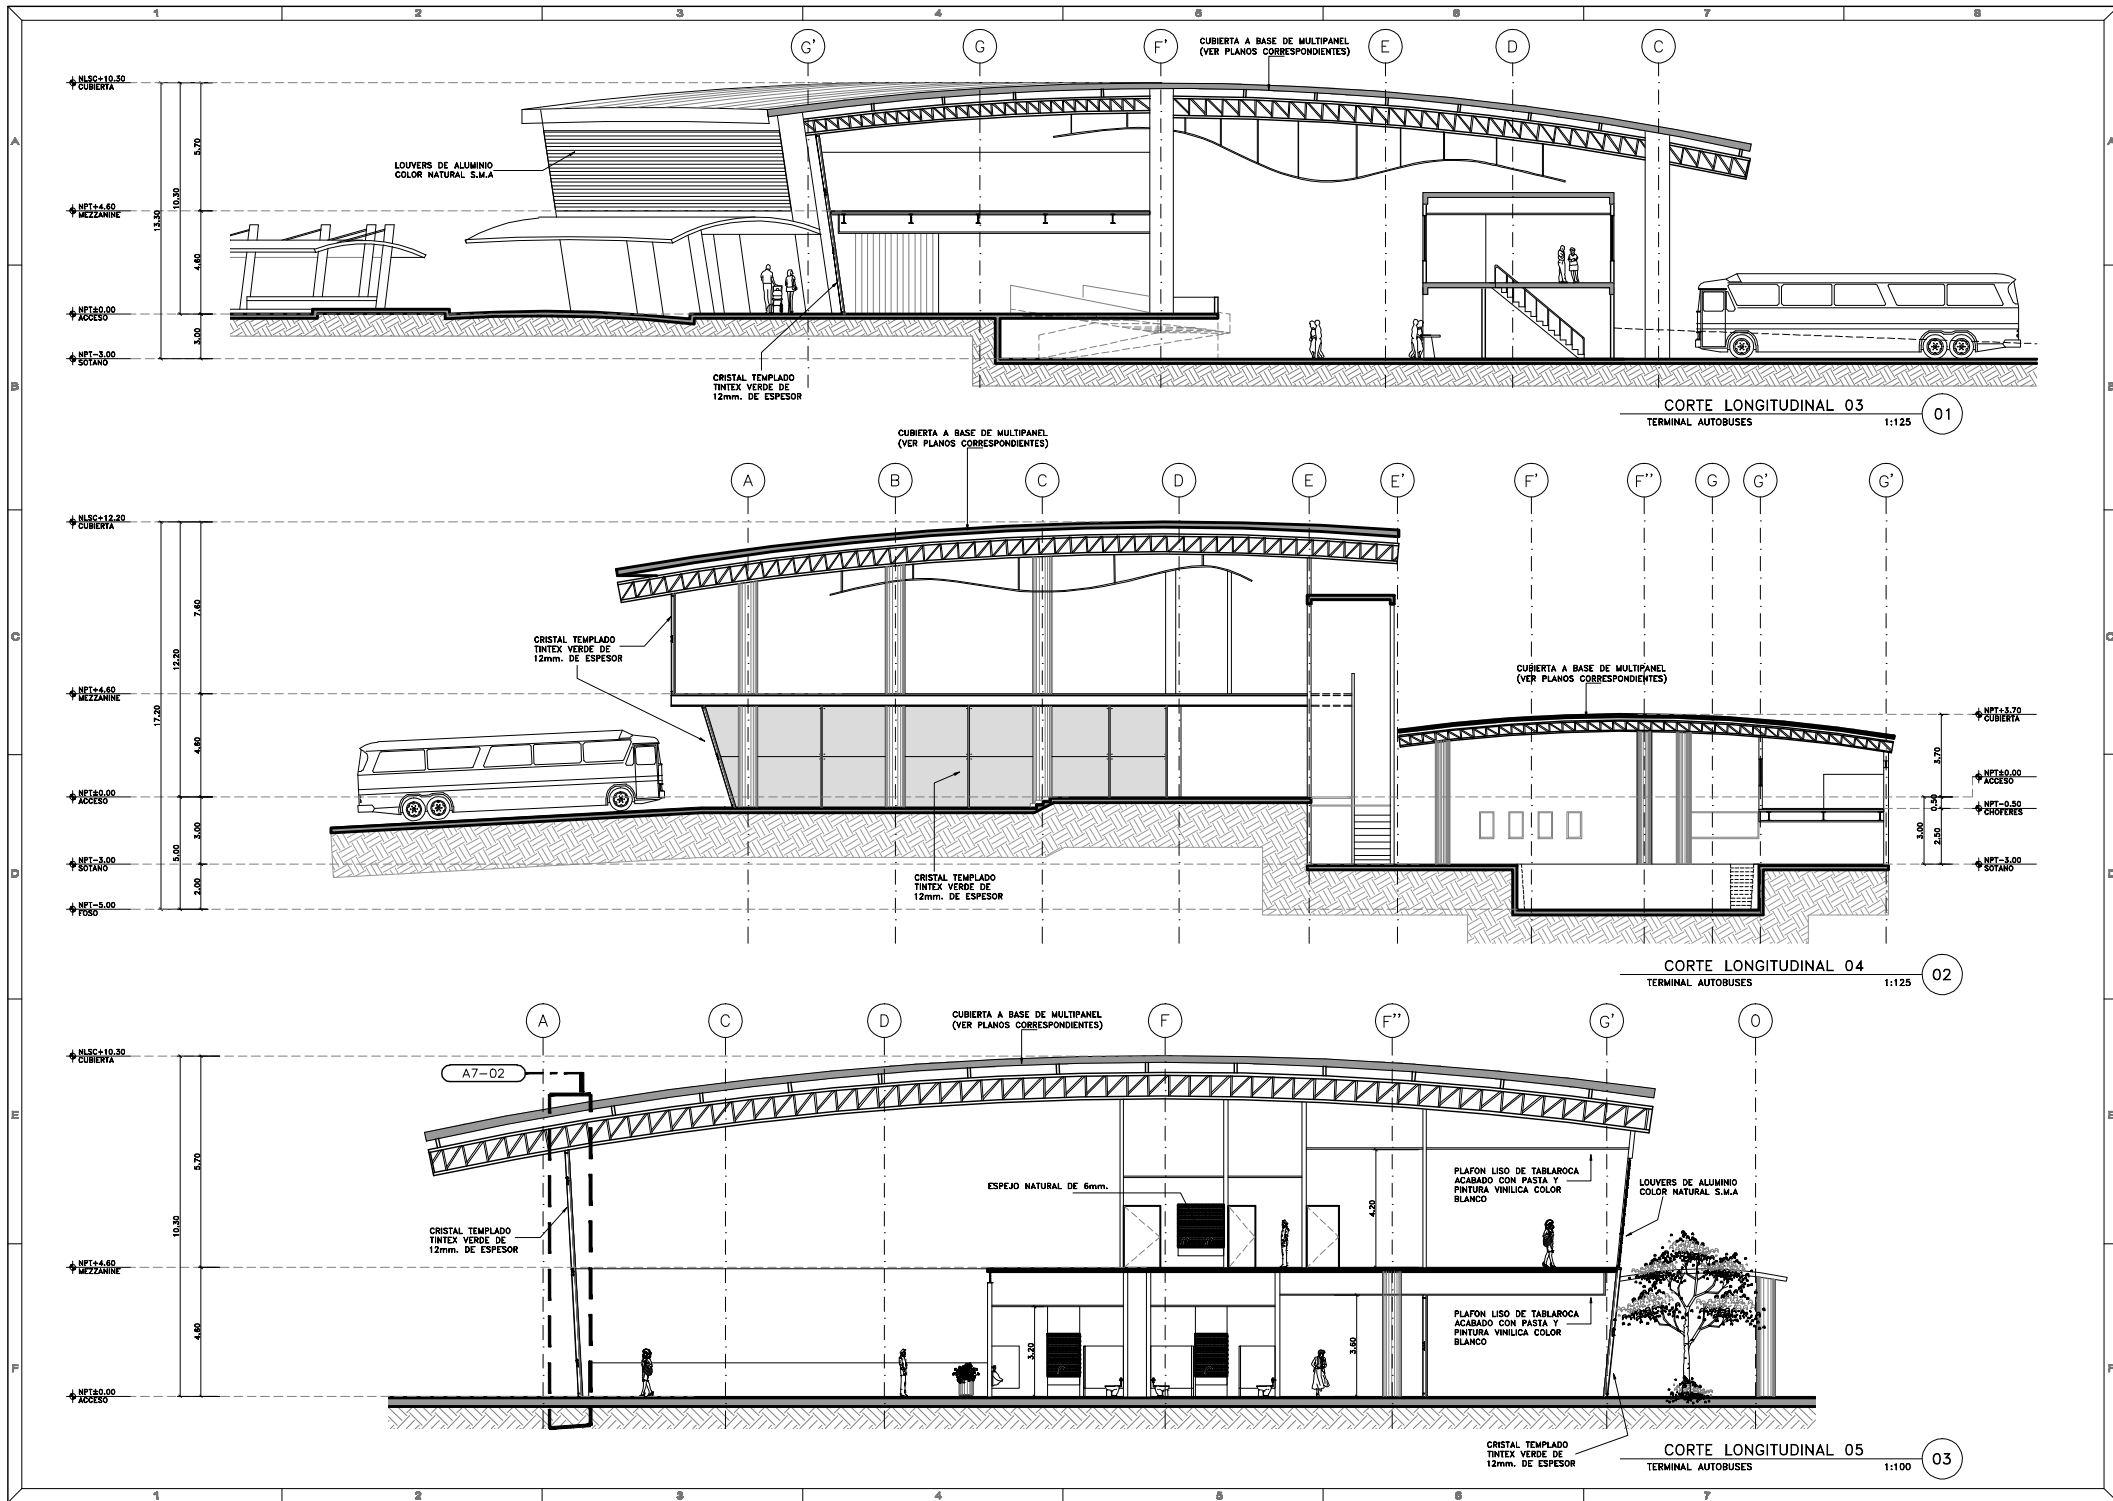 1 2 3 4 5 6 7 8
A
B
C
D
E
F
A
B
C
D
E
F
G' G F' E D C
CUBIERTA A BASE DE MULTIPANEL
(VER PLANOS CORRESPONDIENTES)
NLSC+10.30
CUBIERTA
LOUVERS DE ALUMINIO
COLOR NATURAL S.M.A
NPT+4.60
MEZZANINE
NPT±0.00
ACCESO
NPT-3.00
SOTANO
5.70
10.30
13.30
4.60
3.00
CRISTAL TEMPLADO
TINTEX VERDE DE
12mm. DE ESPESOR
CORTE LONGITUDINAL 03
TERMINAL AUTOBUSES 1:125
01
CUBIERTA A BASE DE MULTIPANEL
(VER PLANOS CORRESPONDIENTES)
A B C D E E' F' F'' G G' G'
NLSC+12.20
CUBIERTA
CRISTAL TEMPLADO
TINTEX VERDE DE
12mm. DE ESPESOR
NPT+4.60
MEZZANINE
NPT±0.00
ACCESO
NPT-3.00
SOTANO
NPT-5.00
FOSO
7.60
12.20
17.20
4.60
3.00
5.00
2.00
CUBIERTA A BASE DE MULTIPANEL
(VER PLANOS CORRESPONDIENTES)
NPT+3.70
CUBIERTA
NPT±0.00
ACCESO
NPT-0.50
CHOFERES
NPT-3.00
SOTANO
3.70
0.50
3.00
2.50
CRISTAL TEMPLADO
TINTEX VERDE DE
12mm. DE ESPESOR
CORTE LONGITUDINAL 04
TERMINAL AUTOBUSES 1:125
02
A C D F F'' G' O
CUBIERTA A BASE DE MULTIPANEL
(VER PLANOS CORRESPONDIENTES)
NLSC+10.30
CUBIERTA
A7-02
5.70
10.30
4.60
NPT+4.60
MEZZANINE
NPT±0.00
ACCESO
CRISTAL TEMPLADO
TINTEX VERDE DE
12mm. DE ESPESOR
ESPEJO NATURAL DE 6mm.
4.20
PLAFON LISO DE TABLAROCA
ACABADO CON PASTA Y
PINTURA VINILICA COLOR
BLANCO
LOUVERS DE ALUMINIO
COLOR NATURAL S.M.A
3.20
3.60
PLAFON LISO DE TABLAROCA
ACABADO CON PASTA Y
PINTURA VINILICA COLOR
BLANCO
CRISTAL TEMPLADO
TINTEX VERDE DE
12mm. DE ESPESOR
CORTE LONGITUDINAL 05
TERMINAL AUTOBUSES 1:100
03
1 2 3 4 5 6 7